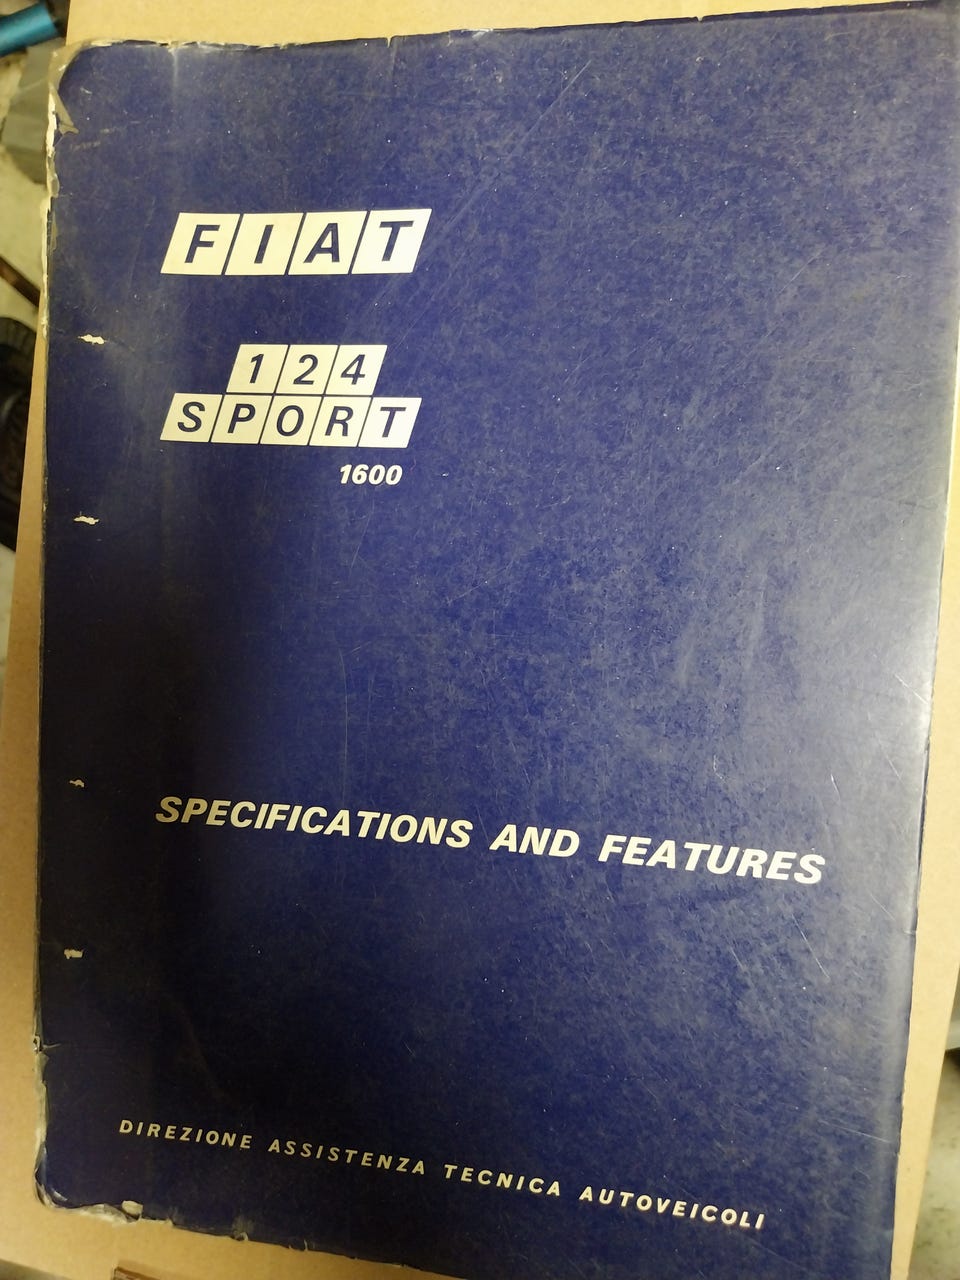 FIAT
124
SPORT
1600
SPECIFICATIONS AND FEATURES
DIREZIONE ASSISTENZA TECNICA AUTOVEICOLI